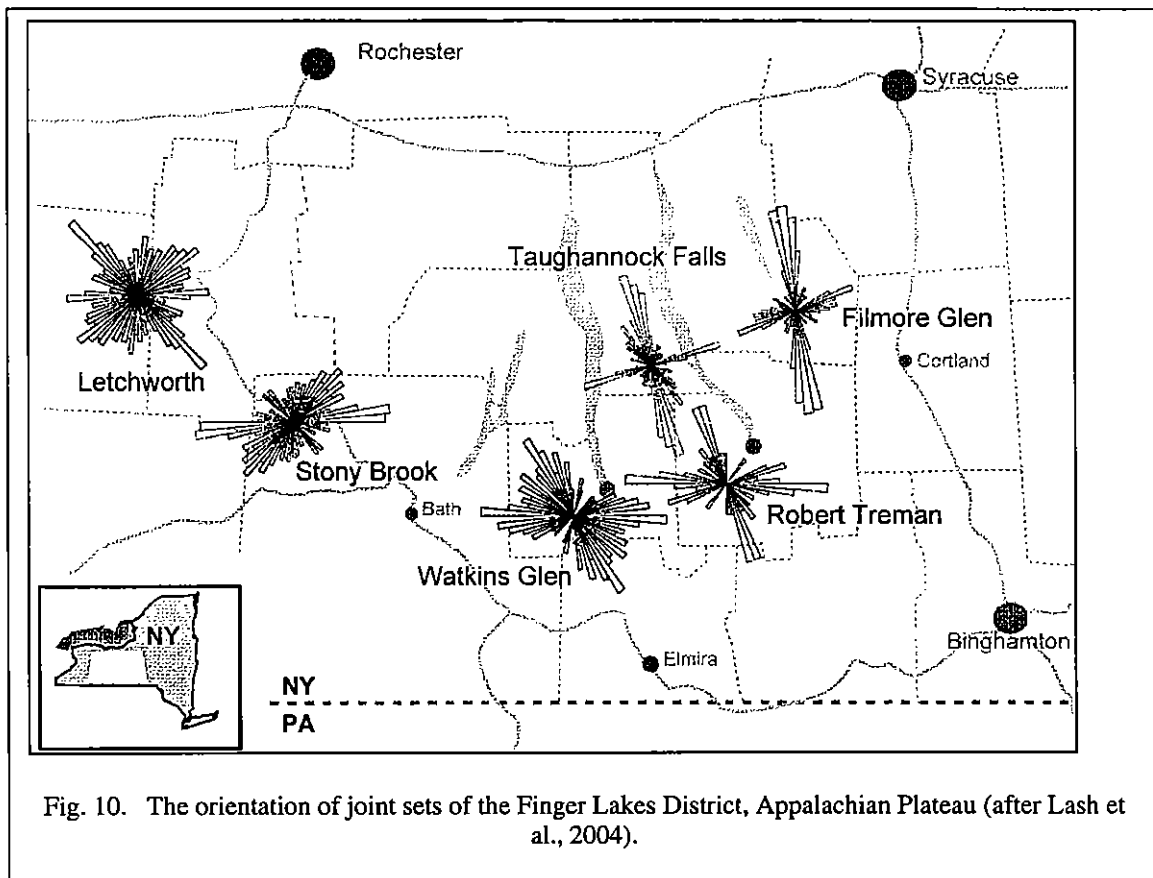 Rochester
Syracuse
Taughannock Falls
Filmore Glen
Letchworth
Cortland
Stony Brook
Bath
Robert Treman
Watkins Glen
NY
Binghamton
Elmira
NY
PA
Fig. 10. The orientation of joint sets of the Finger Lakes District, Appalachian Plateau (after Lash et
al., 2004).